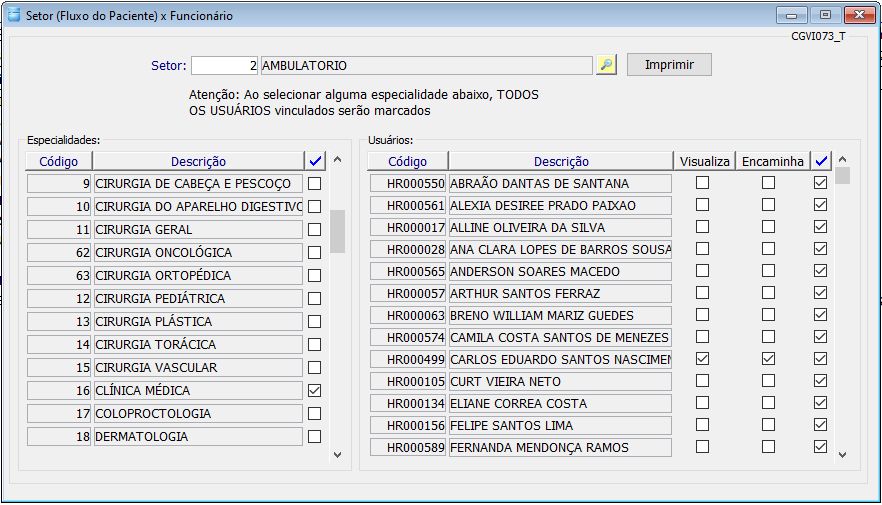 Setor (Fluxo do Paciente) x Funcionário
CGVI073_T
Setor: 2 AMBULATORIO Imprimir
Atenção: Ao selecionar alguma especialidade abaixo, TODOS
OS USUÁRIOS vinculados serão marcados
Especialidades:
Código Descrição
9 CIRURGIA DE CABEÇA E PESCOÇO
10 CIRURGIA DO APARELHO DIGESTIVO
11 CIRURGIA GERAL
62 CIRURGIA ONCOLÓGICA
63 CIRURGIA ORTOPÉDICA
12 CIRURGIA PEDIÁTRICA
13 CIRURGIA PLÁSTICA
14 CIRURGIA TORÁCICA
15 CIRURGIA VASCULAR
16 CLÍNICA MÉDICA
17 COLOPROCTOLOGIA
18 DERMATOLOGIA
Usuários:
Código Descrição Visualiza Encaminha
HR000550 ABRAÃO DANTAS DE SANTANA
HR000561 ALEXIA DESIREE PRADO PAIXAO
HR000017 ALLINE OLIVEIRA DA SILVA
HR000028 ANA CLARA LOPES DE BARROS SOUSA
HR000565 ANDERSON SOARES MACEDO
HR000057 ARTHUR SANTOS FERRAZ
HR000063 BRENO WILLIAM MARIZ GUEDES
HR000574 CAMILA COSTA SANTOS DE MENEZES
HR000499 CARLOS EDUARDO SANTOS NASCIMEN
HR000105 CURT VIEIRA NETO
HR000134 ELIANE CORREA COSTA
HR000156 FELIPE SANTOS LIMA
HR000589 FERNANDA MENDONÇA RAMOS